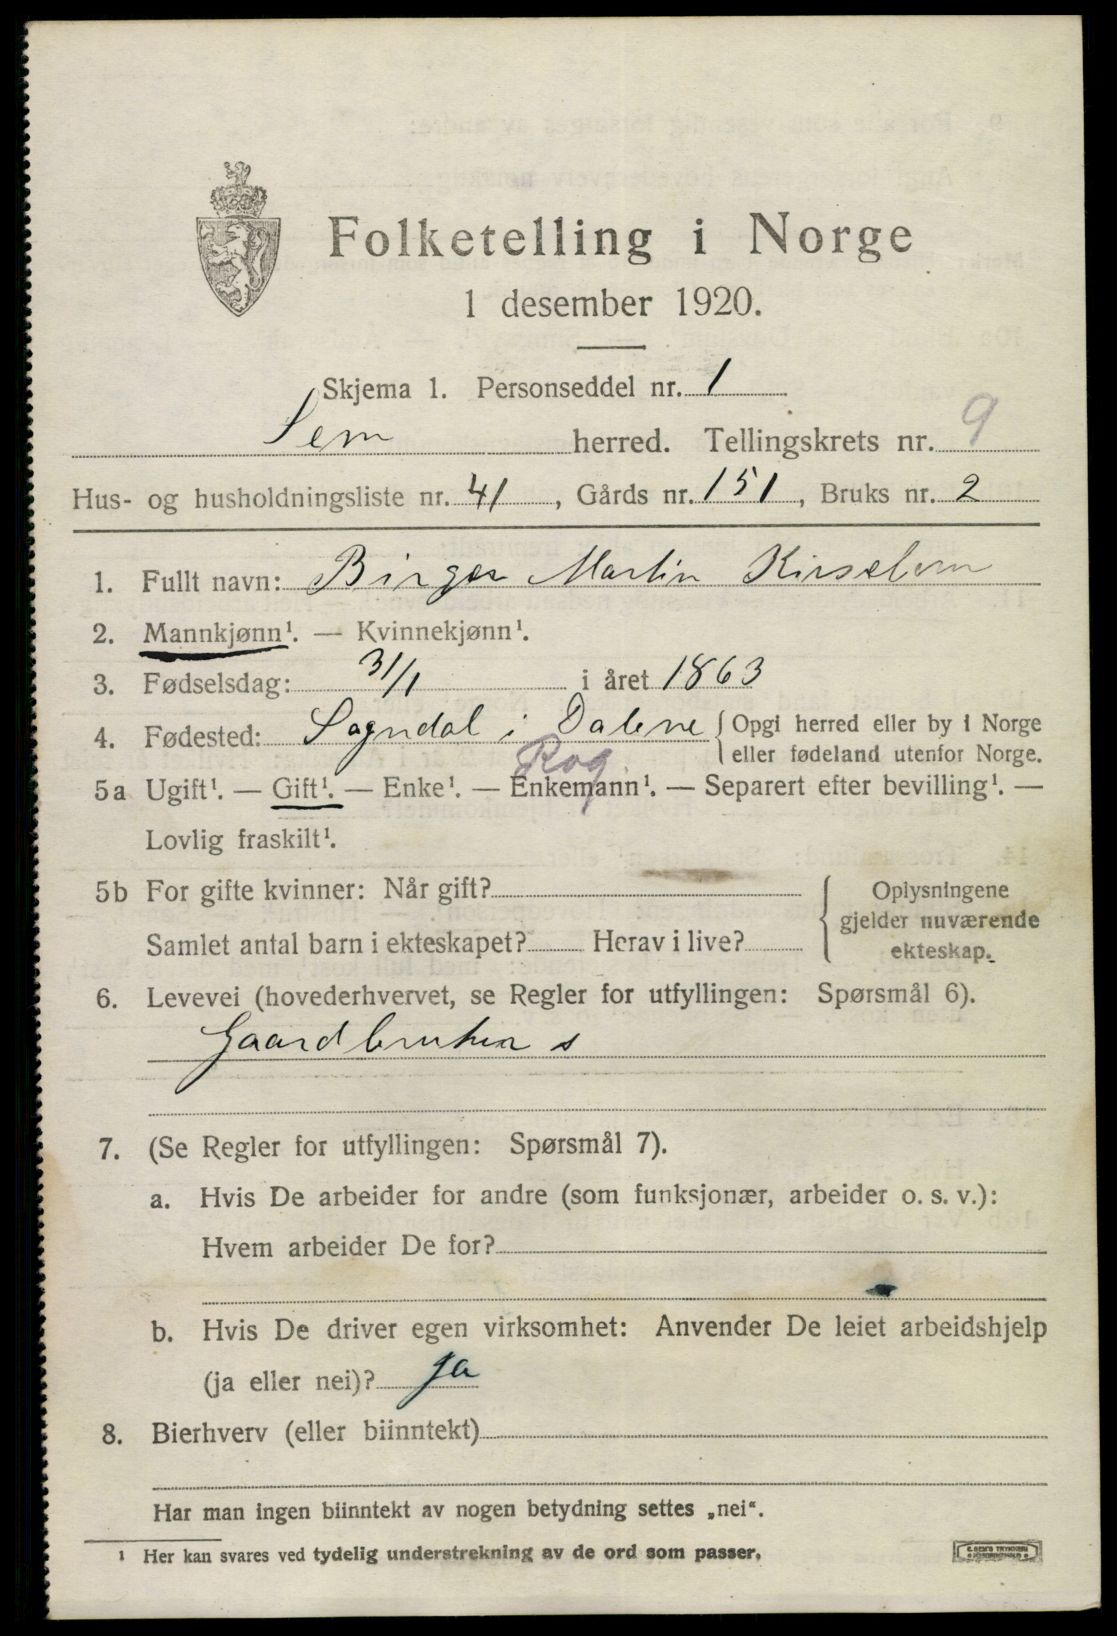 Folketelling i Norge
1 desember 1920.
Skjema 1. Personseddel nr. 1
Sem herred. Tellingskrets nr. 9
Hus- og husholdningsliste nr. 41, Gårds nr. 151, Bruks nr. 2
1. Fullt navn: Birger Martin
2. Mannkjønn¹. — Kvinnekjønn¹.
3. Fødselsdag: 31/1 i året 1863
4. Fødested: Sogndal i Dalene { Opgi herred eller by i Norge
eller fødeland utenfor Norge.
Rog.
5a Ugift¹. — Gift¹. — Enke¹. — Enkemann¹. — Separert efter bevilling¹. —
Lovlig fraskilt¹.
5b For gifte kvinner: Når gift?
Samlet antal barn i ekteskapet? Herav i live?
{ Oplysningene
gjelder nuværende
ekteskap.
6. Levevei (hovederhvervet, se Regler for utfyllingen: Spørsmål 6).
Gaardbruker s
7. (Se Regler for utfyllingen: Spørsmål 7).
a. Hvis De arbeider for andre (som funksjonær, arbeider o. s. v.):
Hvem arbeider De for?
b. Hvis De driver egen virksomhet: Anvender De leiet arbeidshjelp
(ja eller nei)? ja
8. Bierhverv (eller biinntekt)
Har man ingen biinntekt av nogen betydning settes „nei“.
¹ Her kan svares ved tydelig understrekning av de ord som passer.